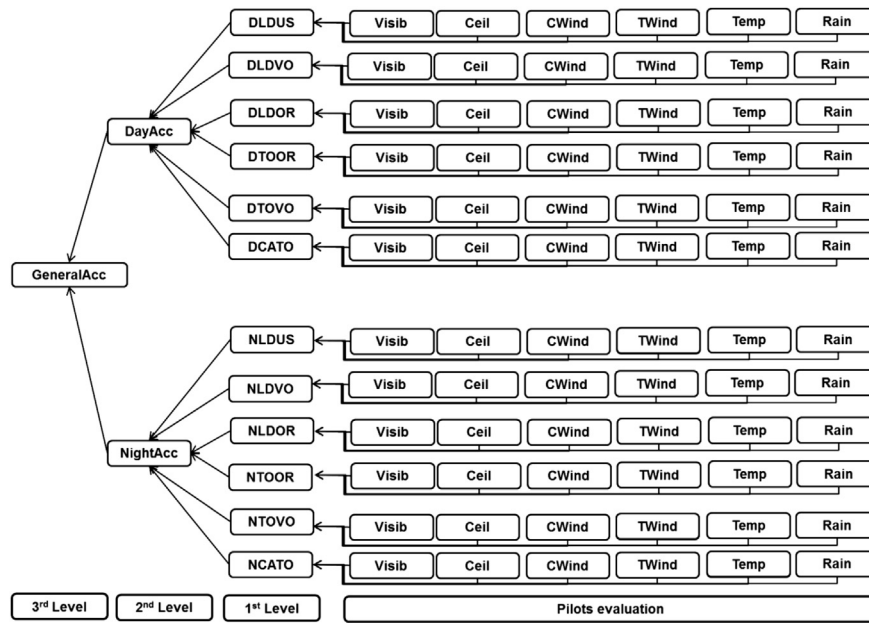 DLDUS Visib Ceil CWind TWind Temp Rain
DLDVO Visib Ceil CWind TWind Temp Rain
DLDOR Visib Ceil CWind TWind Temp Rain
DayAcc
DTOOR Visib Ceil CWind TWind Temp Rain
DTOVO Visib Ceil CWind TWind Temp Rain
DCATO Visib Ceil CWind TWind Temp Rain
GeneralAcc
NLDUS Visib Ceil CWind TWind Temp Rain
NLDVO Visib Ceil CWind TWind Temp Rain
NLDOR Visib Ceil CWind TWind Temp Rain
NightAcc
NTOOR Visib Ceil CWind TWind Temp Rain
NTOVO Visib Ceil CWind TWind Temp Rain
NCATO Visib Ceil CWind TWind Temp Rain
3rd Level 2nd Level 1st Level Pilots evaluation